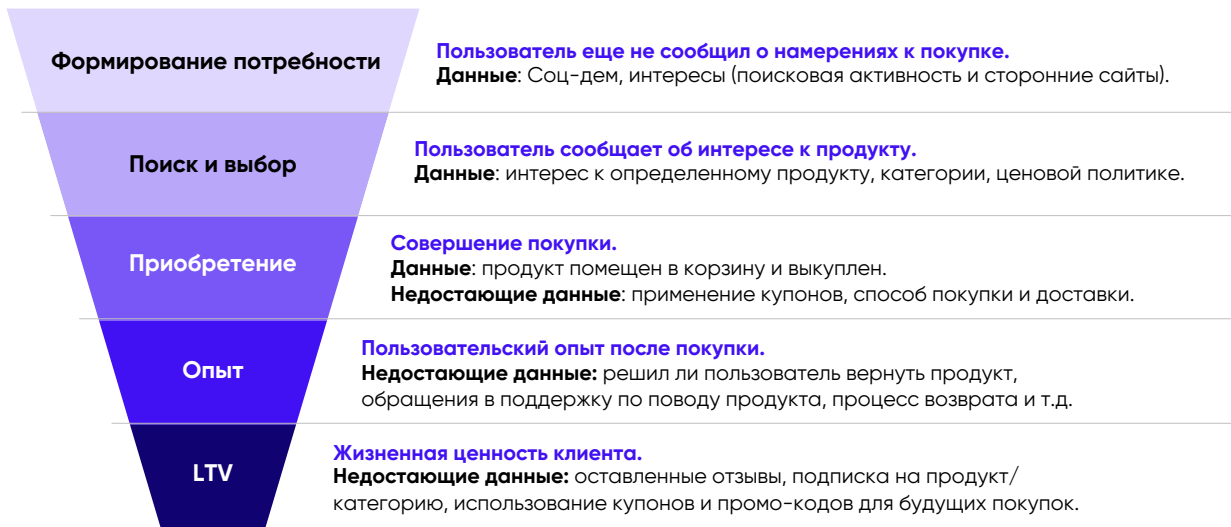 Формирование потребности
Пользователь еще не сообщил о намерениях к покупке.
Данные: Соц-дем, интересы (поисковая активность и сторонние сайты).
Поиск и выбор
Пользователь сообщает об интересе к продукту.
Данные: интерес к определенному продукту, категории, ценовой политике.
Приобретение
Совершение покупки.
Данные: продукт помещен в корзину и выкуплен.
Недостающие данные: применение купонов, способ покупки и доставки.
Опыт
Пользовательский опыт после покупки.
Недостающие данные: решил ли пользователь вернуть продукт,
обращения в поддержку по поводу продукта, процесс возврата и т.д.
LTV
Жизненная ценность клиента.
Недостающие данные: оставленные отзывы, подписка на продукт/
категорию, использование купонов и промо-кодов для будущих покупок.